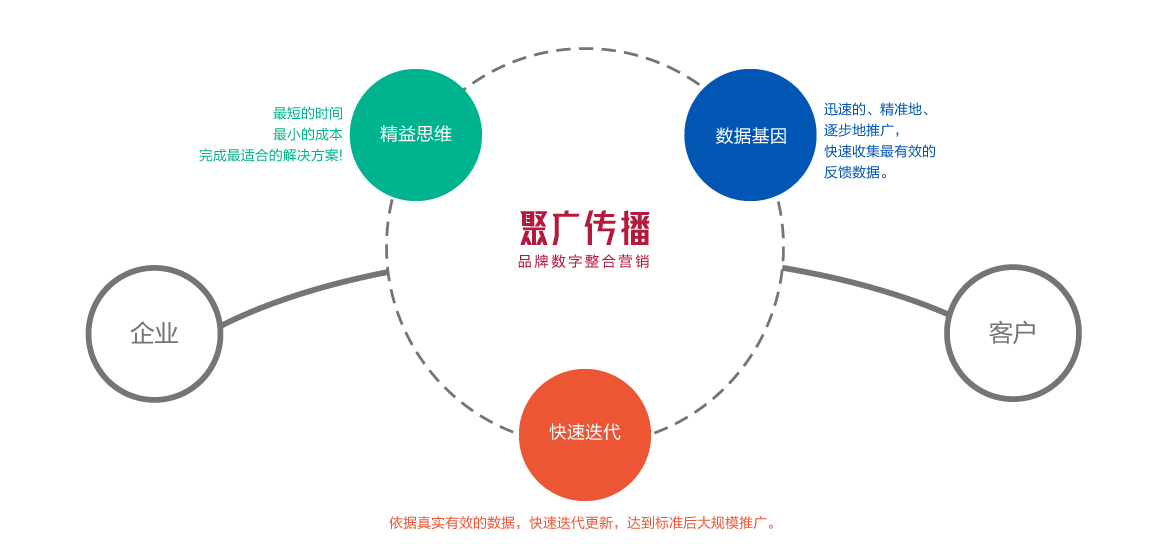 最短的时间
最小的成本
完成最适合的解决方案!
精益思维
数据基因
迅速的、精准地、
逐步地推广，
快速收集最有效的
反馈数据。
聚广传播
品牌数字整合营销
企业
客户
快速迭代
依据真实有效的数据，快速迭代更新，达到标准后大规模推广。